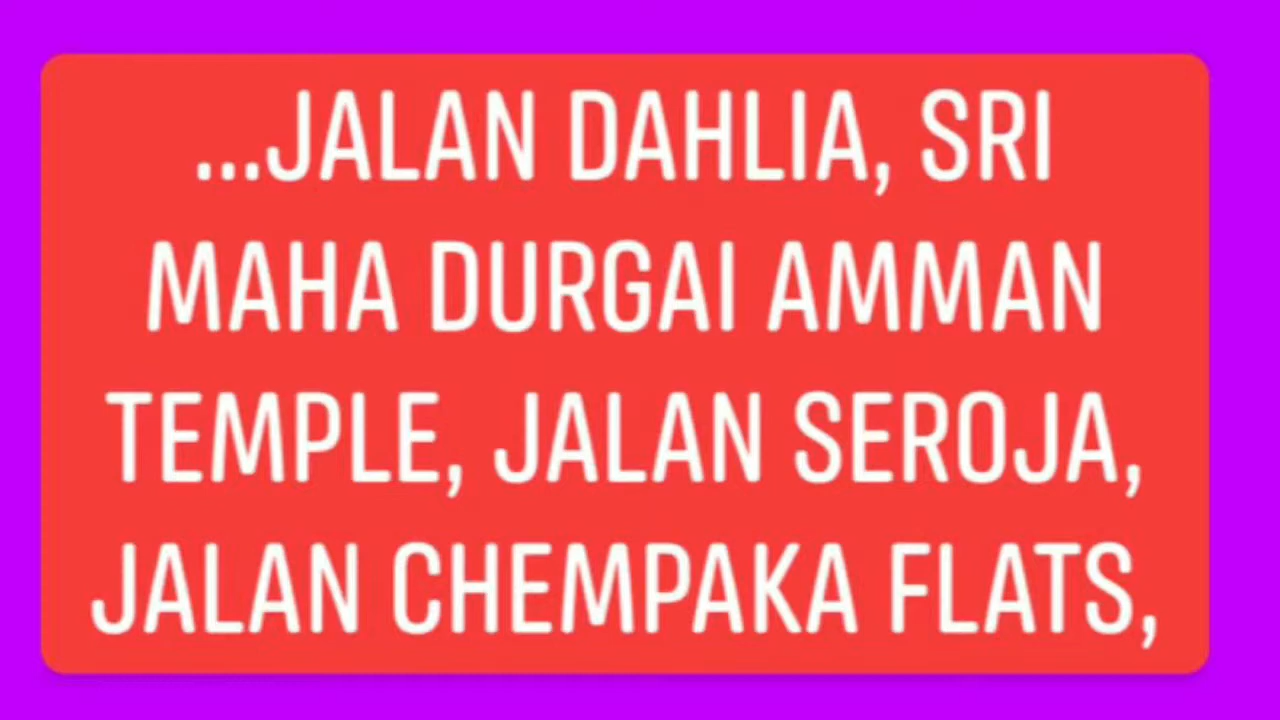 ...JALAN DAHLIA, SRI
MAHA DURGAI AMMAN
TEMPLE, JALAN SEROJA,
JALAN CHEMPAKA FLATS,